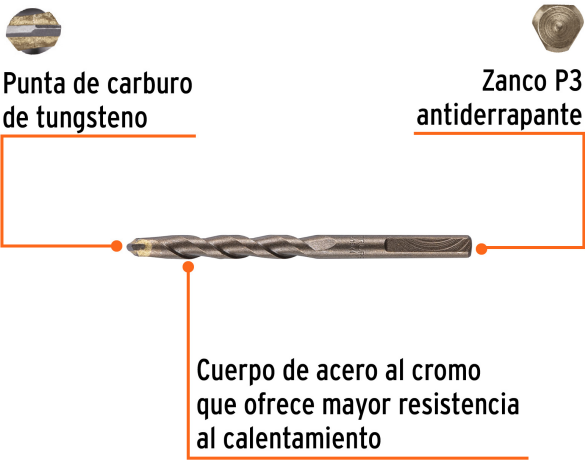 Punta de carburo
de tungsteno
Zanco P3
antiderrapante
Cuerpo de acero al cromo
que ofrece mayor resistencia
al calentamiento